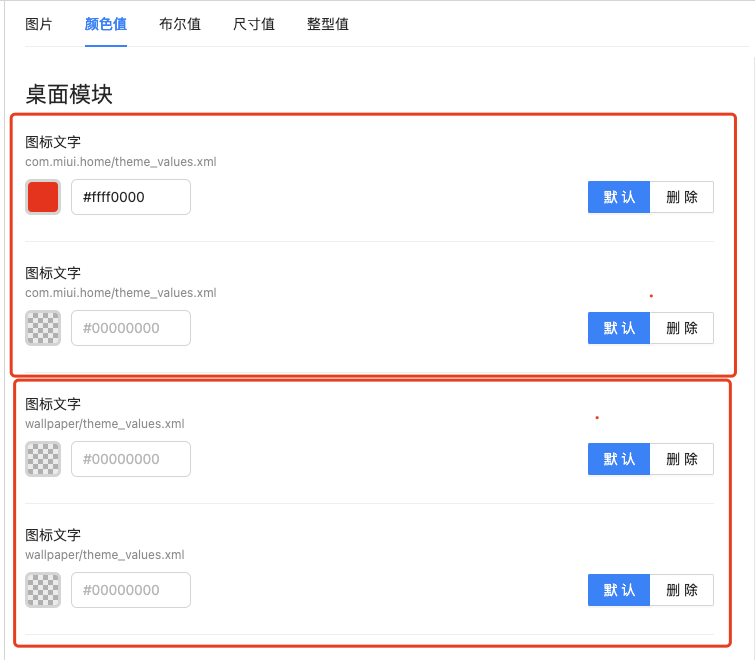 图片 颜色值 布尔值 尺寸值 整型值
桌面模块
图标文字
com.miui.home/theme_values.xml
#ffff0000 默认 删除
图标文字
com.miui.home/theme_values.xml
#00000000 默认 删除
图标文字
wallpaper/theme_values.xml
#00000000 默认 删除
图标文字
wallpaper/theme_values.xml
#00000000 默认 删除